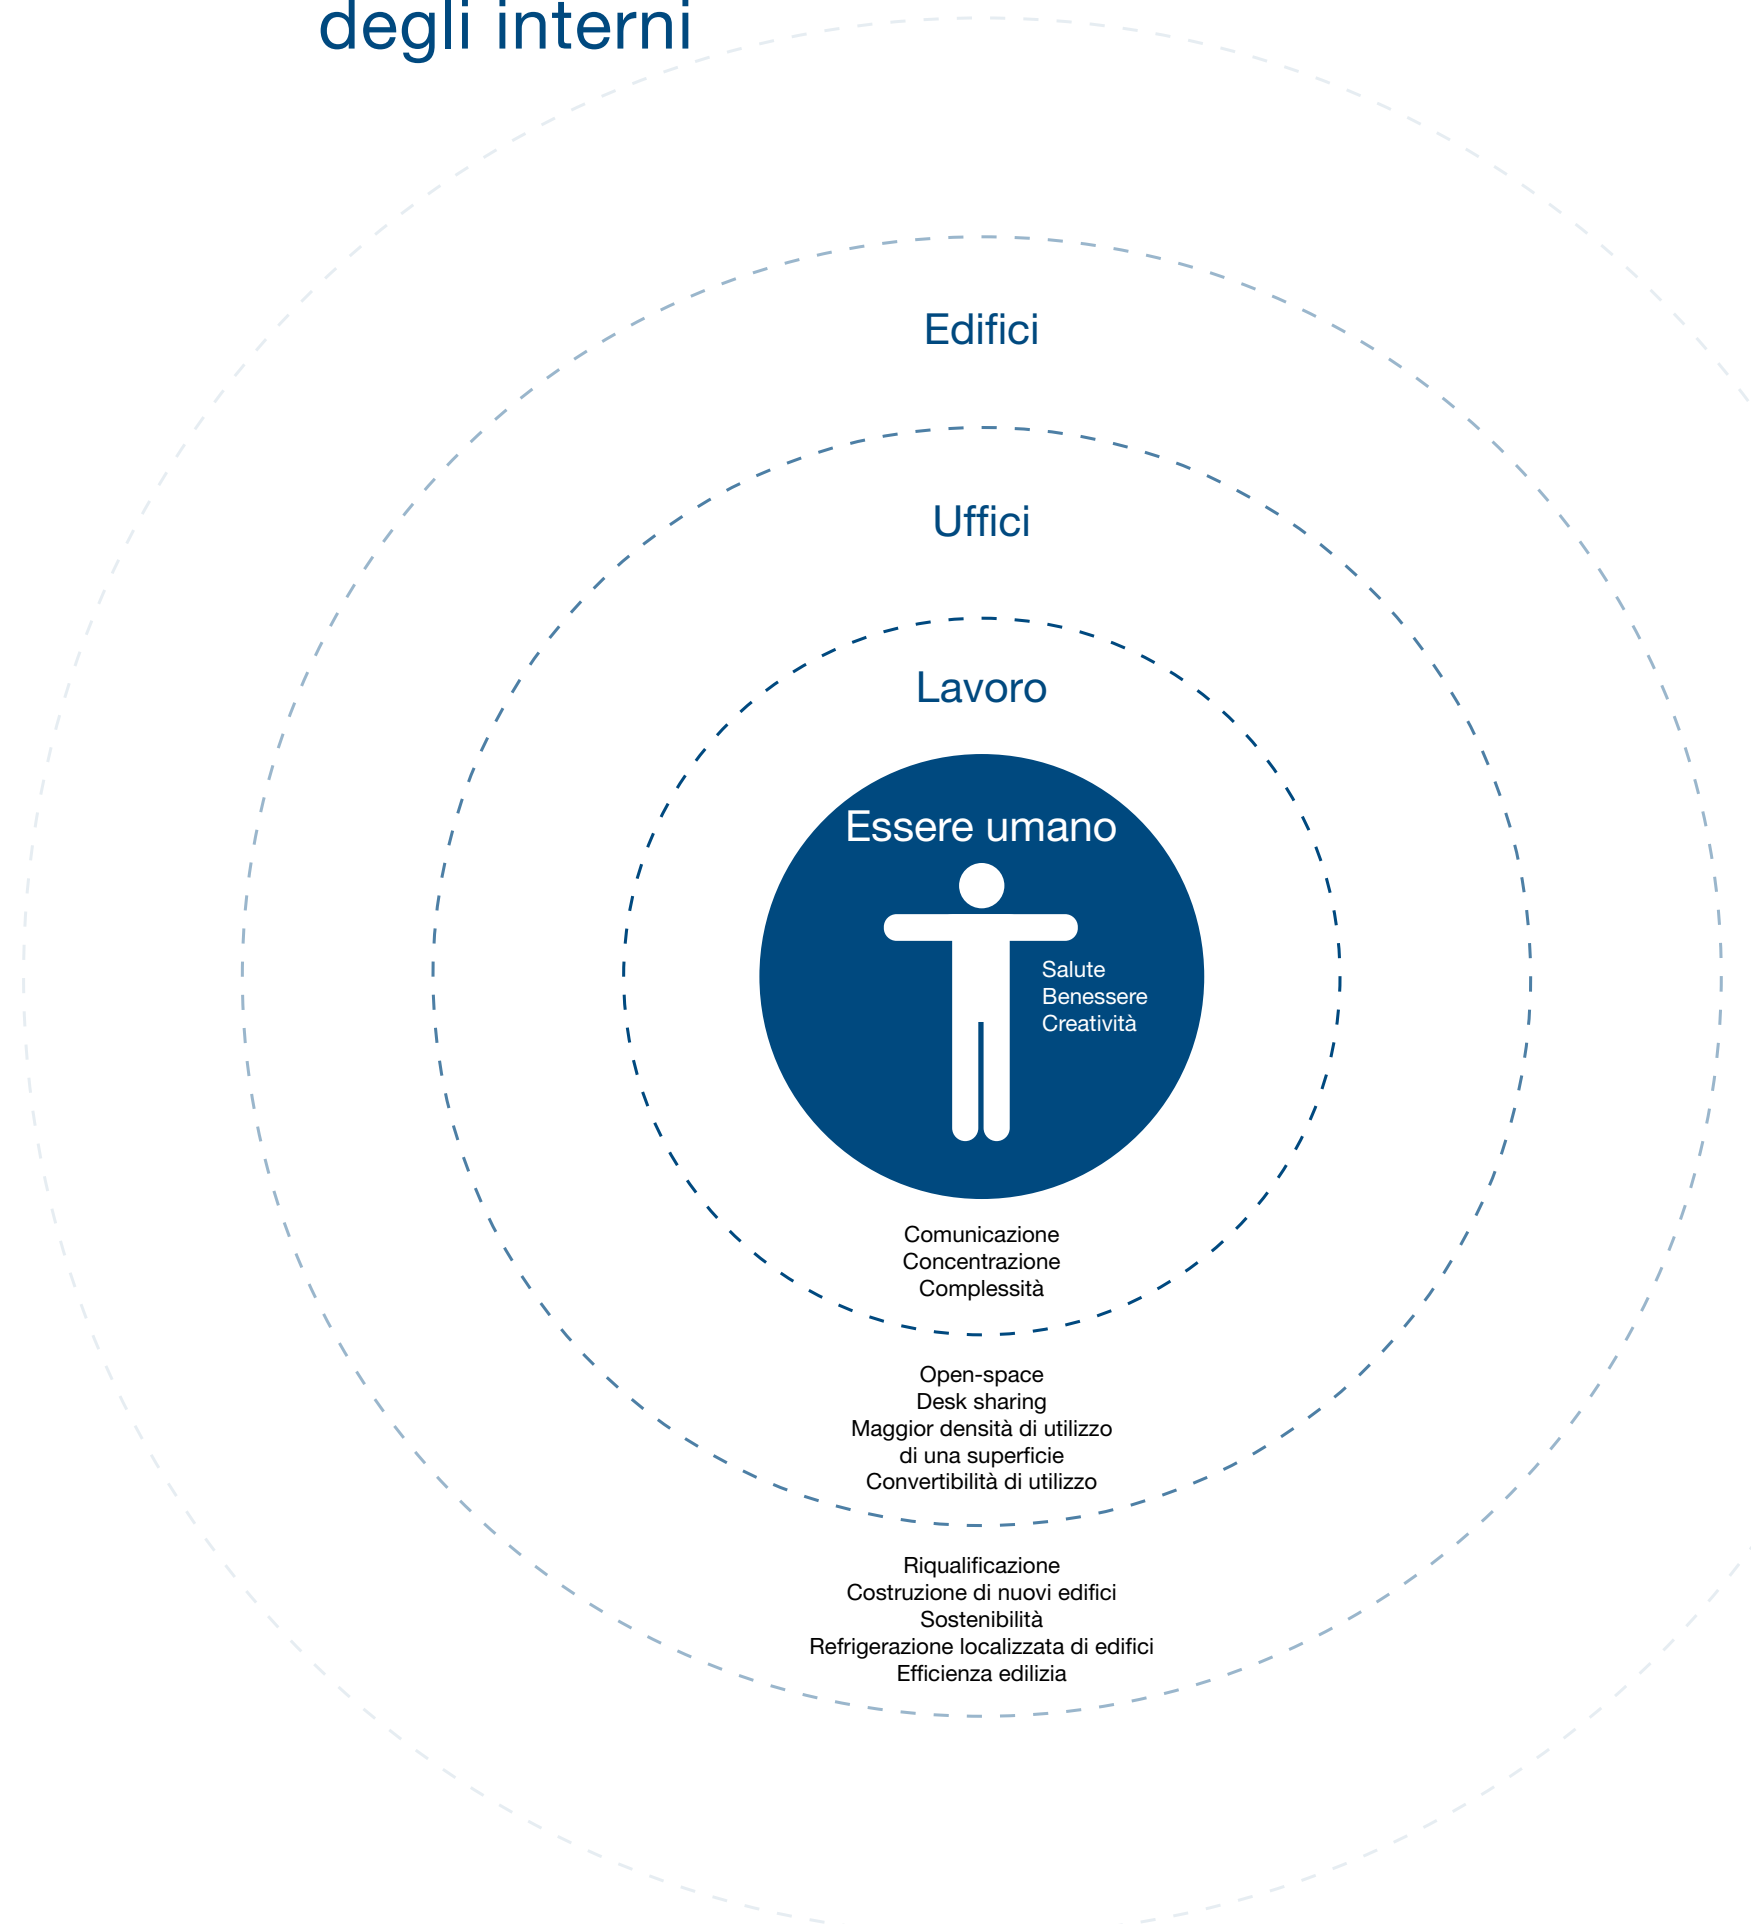 degli interni
Edifici
Uffici
Lavoro
Essere umano
Salute
Benessere
Creatività
Comunicazione
Concentrazione
Complessità
Open-space
Desk sharing
Maggior densità di utilizzo
di una superficie
Convertibilità di utilizzo
Riqualificazione
Costruzione di nuovi edifici
Sostenibilità
Refrigerazione localizzata di edifici
Efficienza edilizia